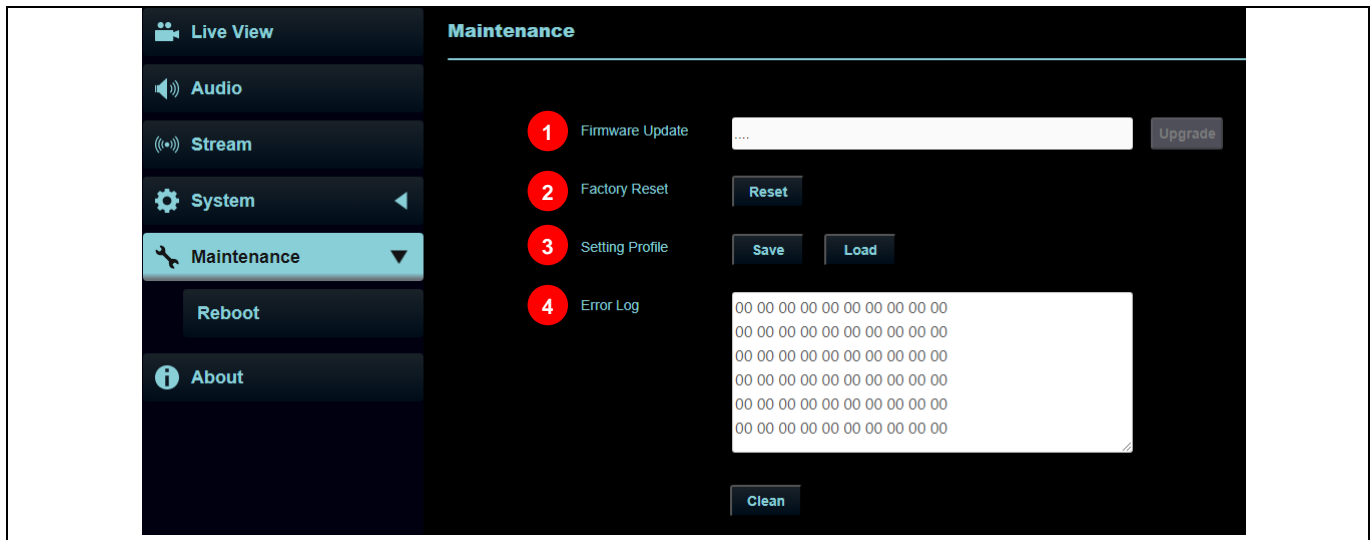 Live View
Audio
Stream
System
Maintenance
Reboot
About
Maintenance
1 Firmware Update .... Upgrade
2 Factory Reset Reset
3 Setting Profile Save Load
4 Error Log
00 00 00 00 00 00 00 00 00 00
00 00 00 00 00 00 00 00 00 00
00 00 00 00 00 00 00 00 00 00
00 00 00 00 00 00 00 00 00 00
00 00 00 00 00 00 00 00 00 00
00 00 00 00 00 00 00 00 00 00
Clean